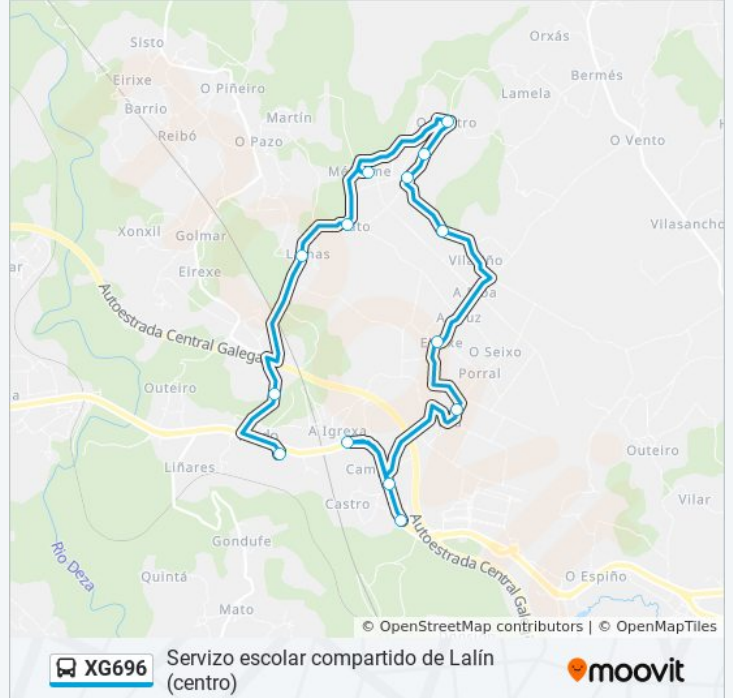 Orxás
Sisto
Bermés
Eirixe
O Piñeiro
Lamela
Barrio
Martín
Reibó
O Pazo
O Vento
Vilasancho
Xonxil
Golmar
Eirexe
Autoestrada Central Galega
O Seixo
Porral
Outeiro
A Igrexa
Liñares
Outeiro
Castro
Vilar
Gondufe
Autoestrada Central Gale
Río Deza
Quintá
O Espiño
Mato
© OpenStreetMap contributors | © OpenMapTiles
XG696
Servizo escolar compartido de Lalín
(centro)
moovit